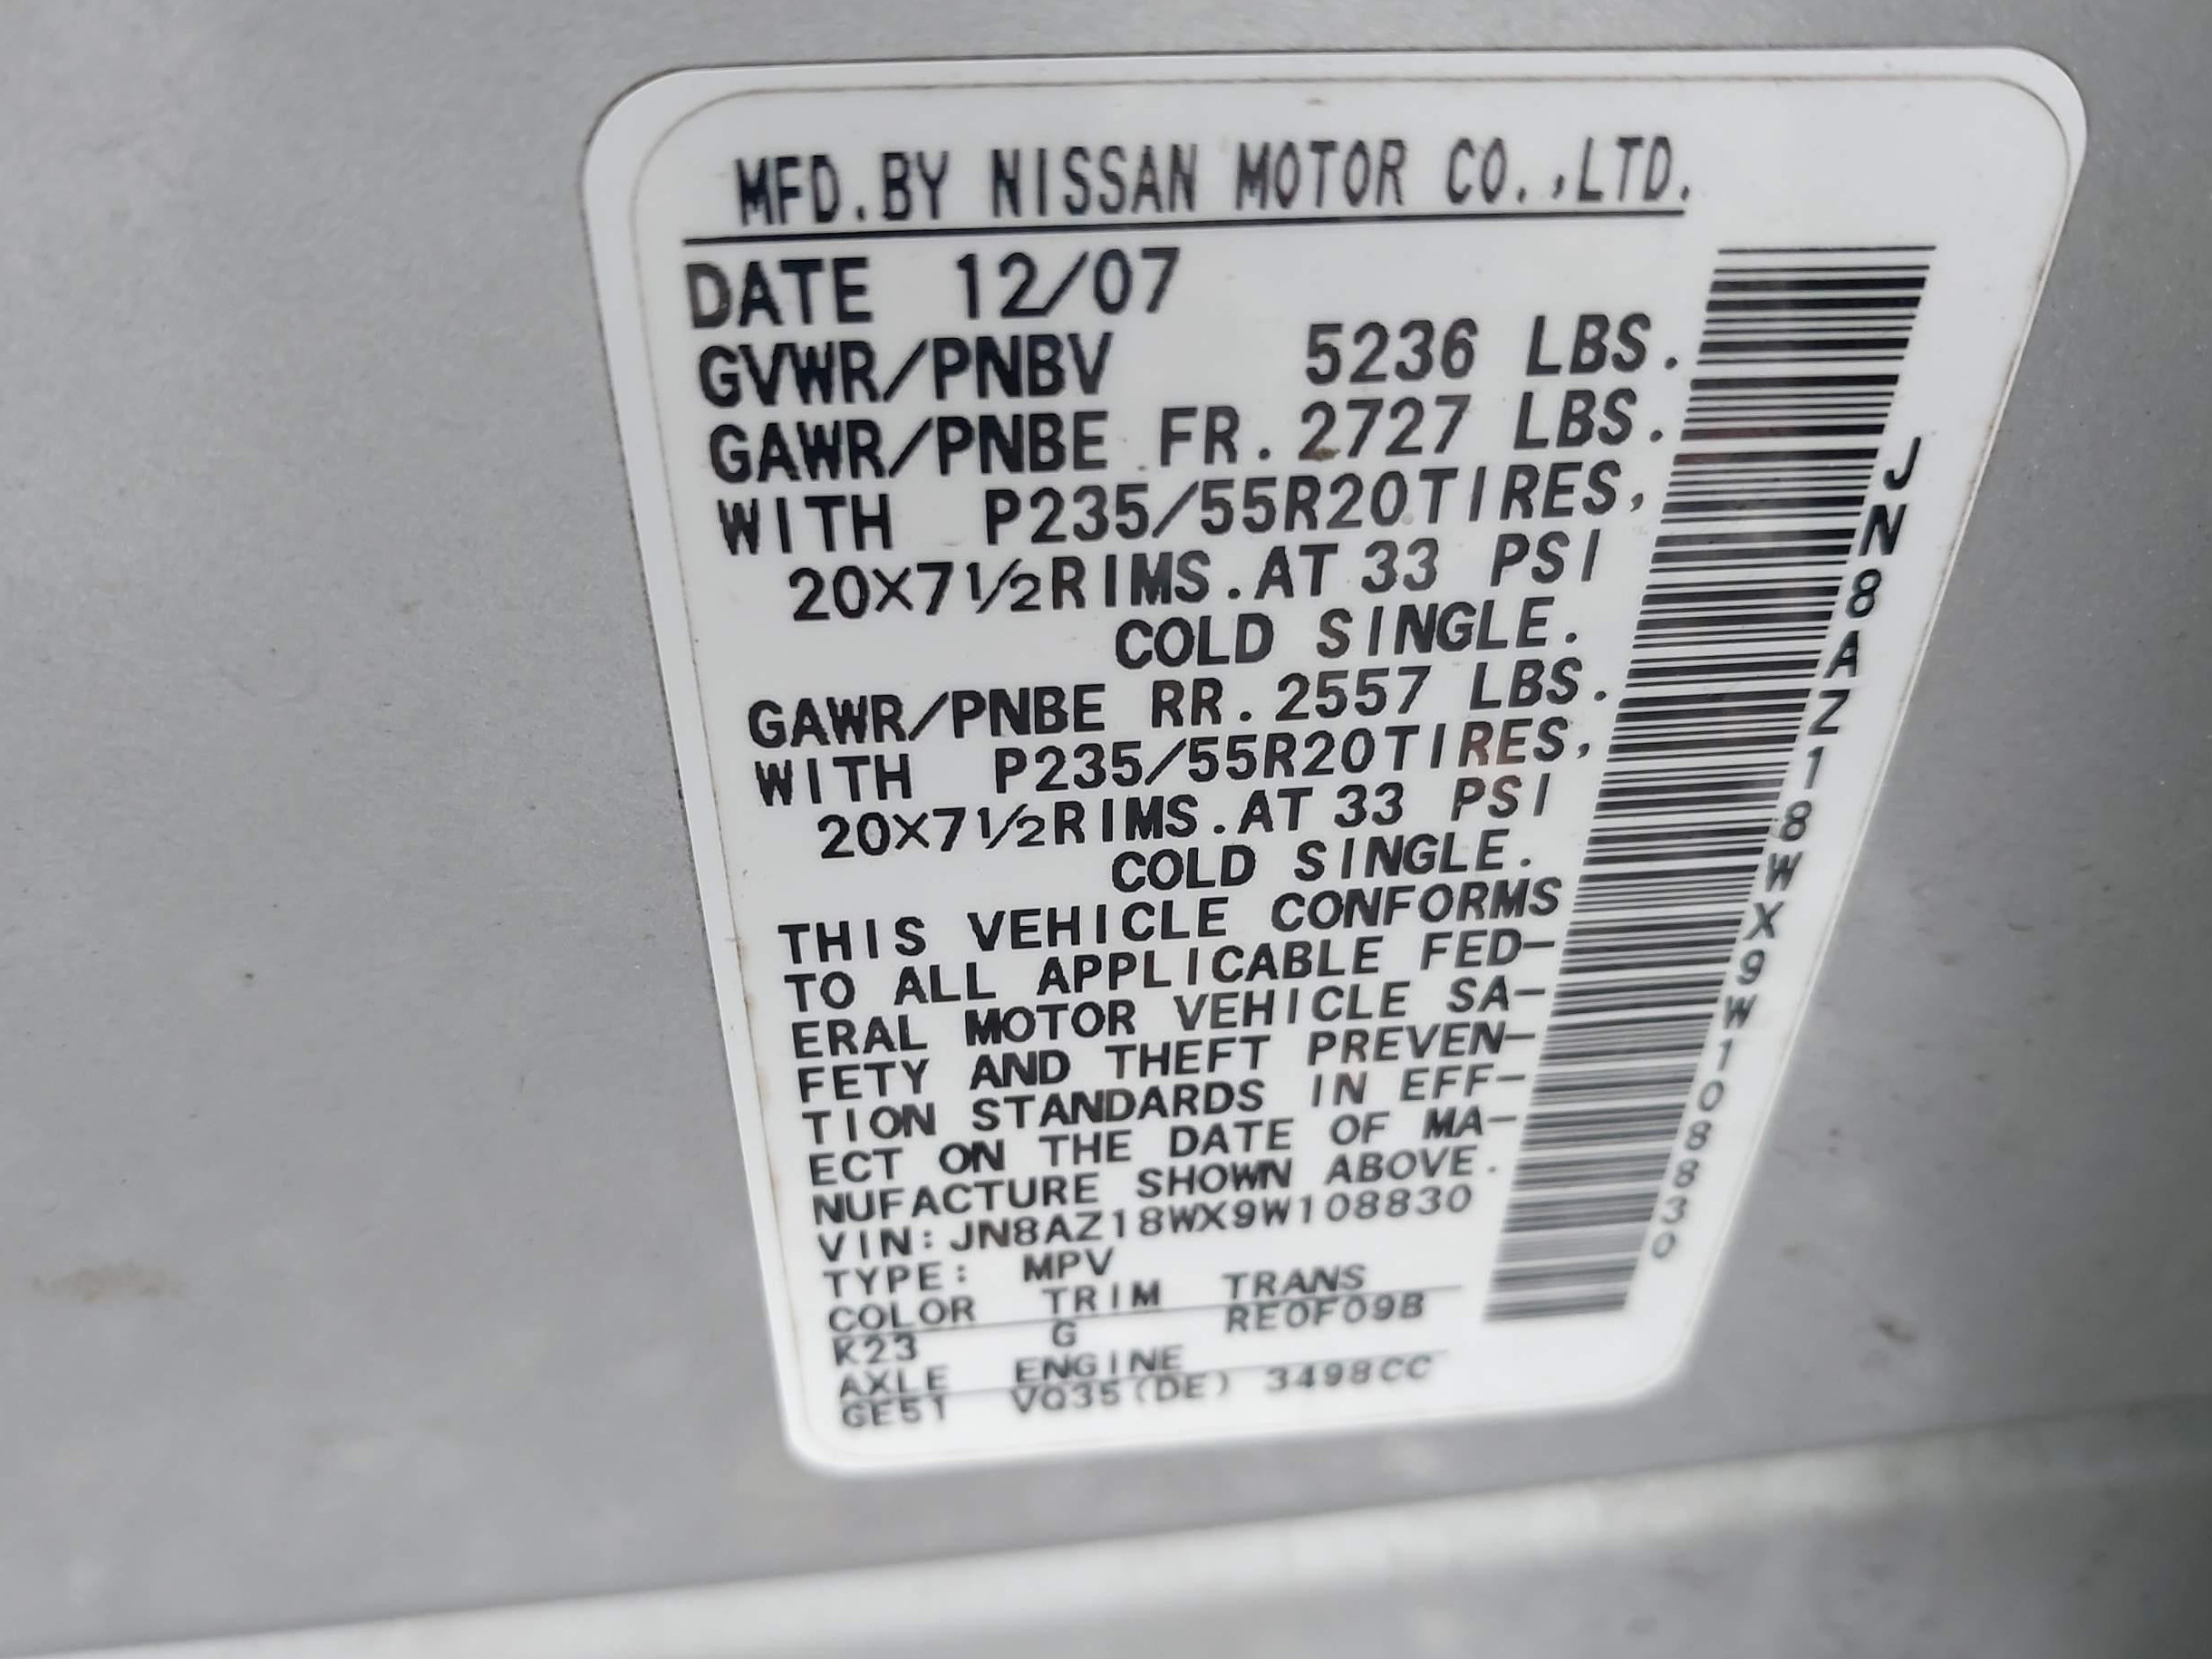 MFD.BY NISSAN MOTOR CO.,LTD.
DATE 12/07
GVWR/PNBV 5236 LBS.
GAWR/PNBE FR.2727 LBS.
WITH P235/55R20TIRES,
20X7½RIMS.AT 33 PSI
COLD SINGLE.
GAWR/PNBE RR.2557 LBS.
WITH P235/55R20TIRES,
20X7½RIMS.AT 33 PSI
COLD SINGLE.
THIS VEHICLE CONFORMS
TO ALL APPLICABLE FED-
ERAL MOTOR VEHICLE SA-
FETY AND THEFT PREVEN-
TION STANDARDS IN EFF-
ECT ON THE DATE OF MA-
NUFACTURE SHOWN ABOVE.
VIN:JN8AZ18WX9W108830
TYPE: MPV
COLOR TRIM TRANS
K23 G RE0F09B
AXLE ENGINE
GE51 VQ35(DE) 3498CC
JN8AZ18WX9W108830